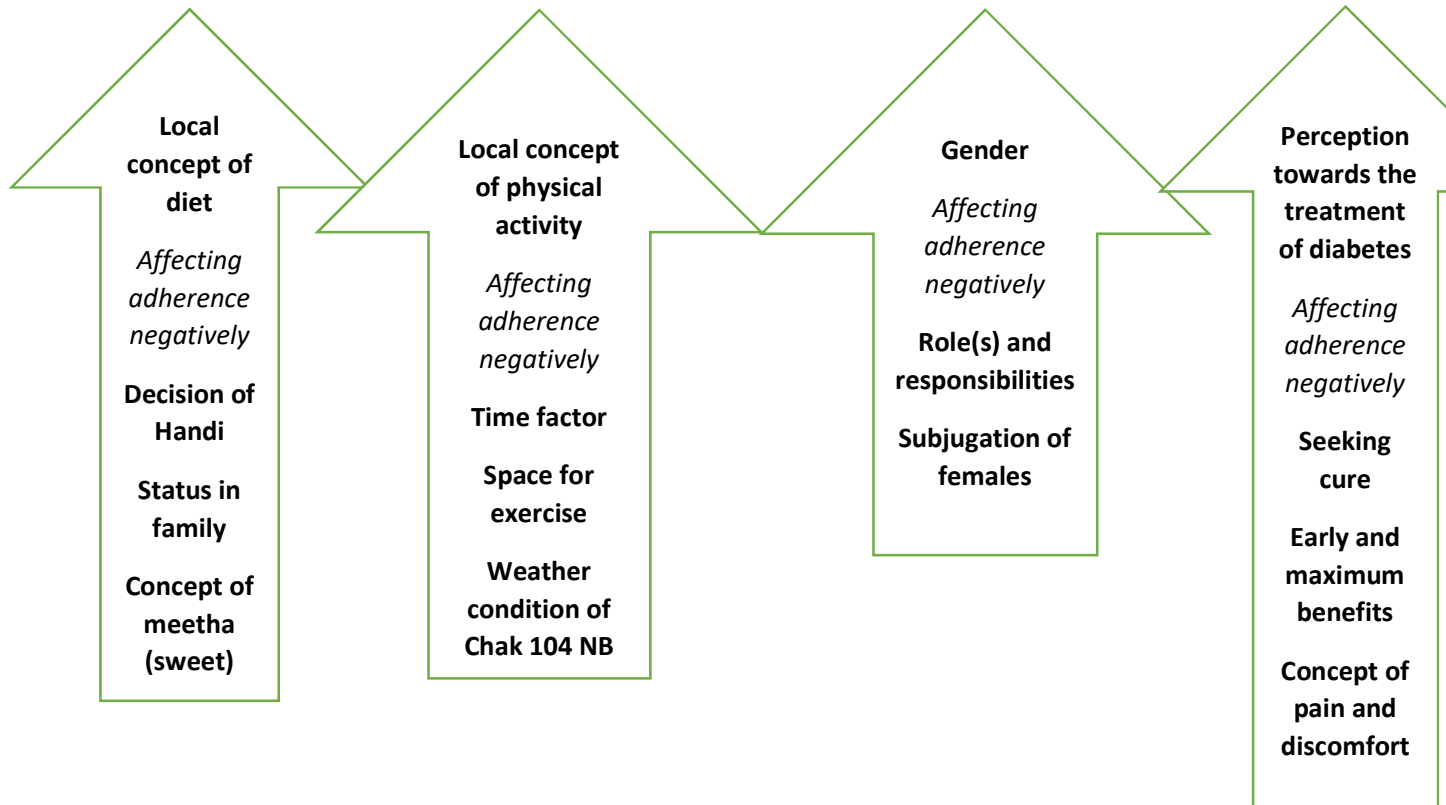 Local
concept of
diet
Affecting
adherence
negatively
Decision of
Handi
Status in
family
Concept of
meetha
(sweet)
Local concept
of physical
activity
Affecting
adherence
negatively
Time factor
Space for
exercise
Weather
condition of
Chak 104 NB
Gender
Affecting
adherence
negatively
Role(s) and
responsibilities
Subjugation of
females
Perception
towards the
treatment
of diabetes
Affecting
adherence
negatively
Seeking
cure
Early and
maximum
benefits
Concept of
pain and
discomfort